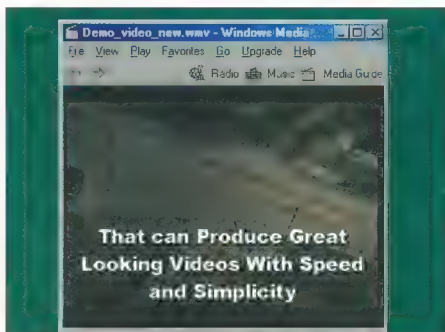 Demo_video_new.wmv - Windows Media
File View Play Favorites Go Upgrade Help
Radio Music Media Guide
That can Produce Great
Looking Videos With Speed
and Simplicity